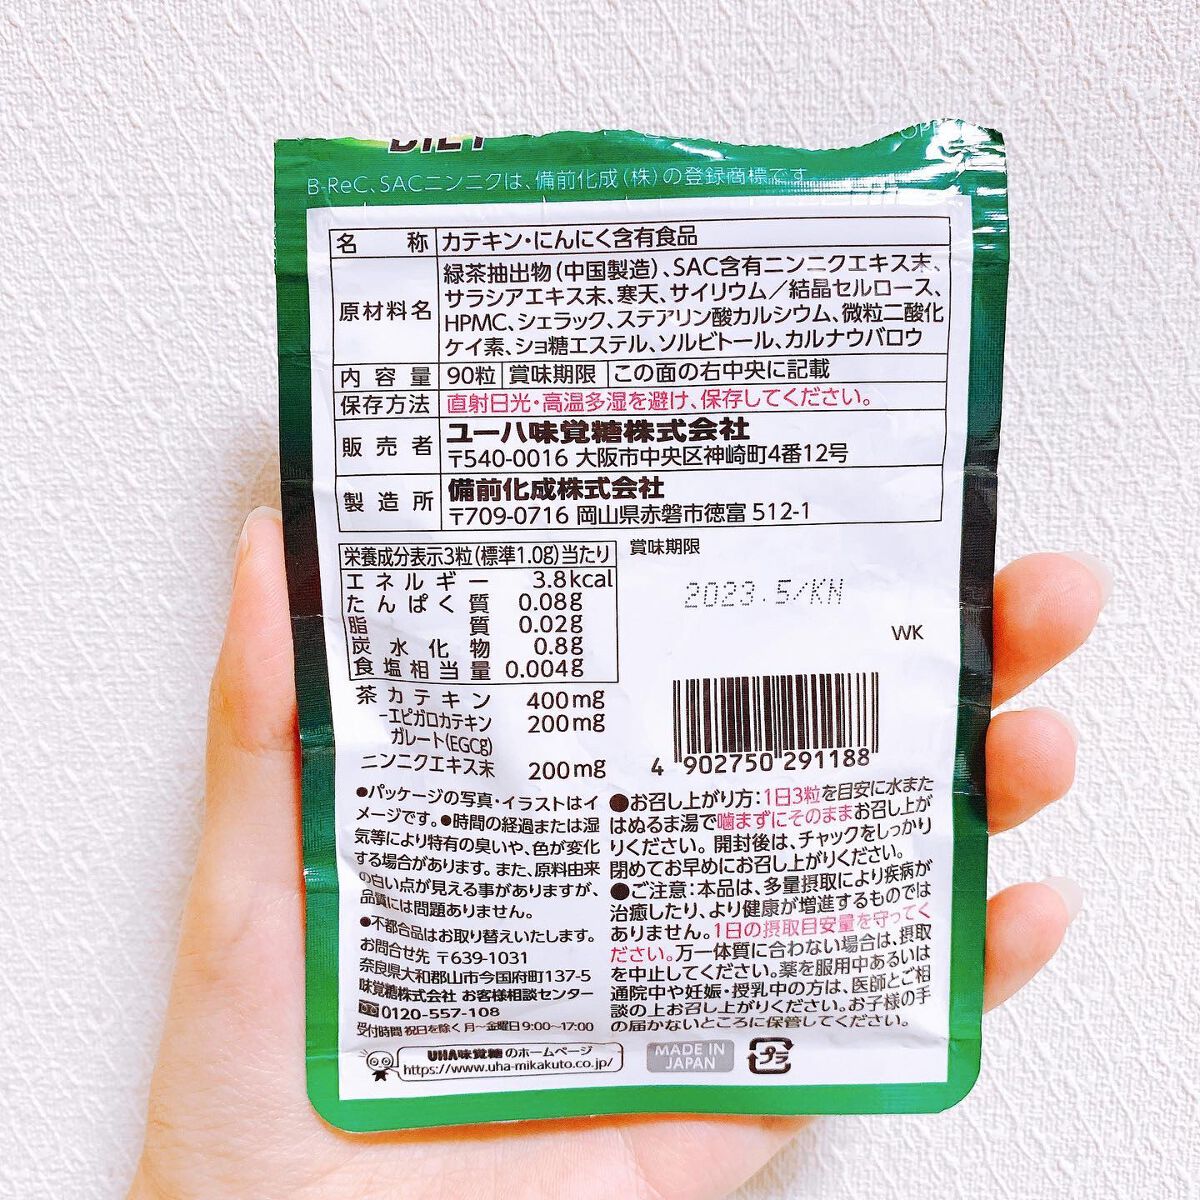 B-ReC、SACニンニクは、備前化成(株)の登録商標です
名称 カテキン・にんにく含有食品
原材料名 緑茶抽出物(中国製造)、SAC含有ニンニクエキス末、
サラシアエキス末、寒天、サイリウム/結晶セルロース、
HPMC、シェラック、ステアリン酸カルシウム、微粒二酸化
ケイ素、ショ糖エステル、ソルビトール、カルナウバロウ
内容量 90粒 賞味期限 この面の右中央に記載
保存方法 直射日光・高温多湿を避け、保存してください。
販売者 ユーハ味覚糖株式会社
〒540-0016 大阪市中央区神崎町4番12号
製造所 備前化成株式会社
〒709-0716 岡山県赤磐市徳富 512-1
栄養成分表示3粒(標準1.0g)当たり
エネルギー 3.8kcal
たんぱく質 0.08g
脂質 0.02g
炭水化物 0.8g
食塩相当量 0.004g
茶カテキン 400mg
-エピガロカテキン 200mg
ガレート(EGCg)
ニンニクエキス末 200mg
賞味期限
2023.5/KN
WK
4 902750 291188
●パッケージの写真・イラストはイ
メージです。●時間の経過または湿
気等により特有の臭いや、色が変化
する場合があります。また、原料由来
の白い点が見える事がありますが、
品質には問題ありません。
●不都合品はお取り替えいたします。
お問合せ先 〒639-1031
奈良県大和郡山市今国府町137-5
味覚糖株式会社 お客様相談センター
0120-557-108
受付時間 祝日を除く 月~金曜日 9:00~17:00
●お召し上がり方:1日3粒を目安に水また
はぬるま湯で噛まずにそのままお召し上が
りください。開封後は、チャックをしっかり
閉めてお早めにお召し上がりください。
●ご注意:本品は、多量摂取により疾病が
治癒したり、より健康が増進するものでは
ありません。1日の摂取目安量を守ってく
ださい。万一体質に合わない場合は、摂取
を中止してください。薬を服用中あるいは
通院中や妊娠・授乳中の方は、医師とご相
談の上お召し上がりください。お子様の手
の届かないところに保管してください。
UHA味覚糖のホームページ
https://www.uha-mikakuto.co.jp/
MADE IN
JAPAN
プラ